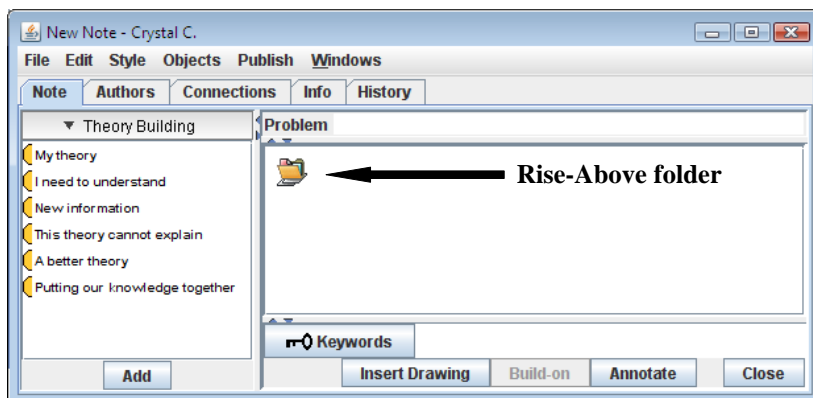 New Note - Crystal C.
File Edit Style Objects Publish Windows
Note Authors Connections Info History
Theory Building
Problem
My theory
I need to understand
New information
This theory cannot explain
A better theory
Putting our knowledge together
Rise-Above folder
Keywords
Add
Insert Drawing Build-on Annotate Close